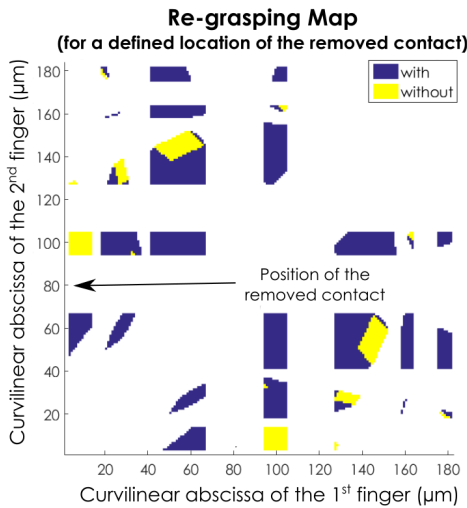 Re-grasping Map
(for a defined location of the removed contact)
with
without
180
160
140
120
100
80
60
40
20
Position of the
removed contact
20 40 60 80 100 120 140 160 180
Curvilinear abscissa of the 2nd finger (µm)
Curvilinear abscissa of the 1st finger (µm)